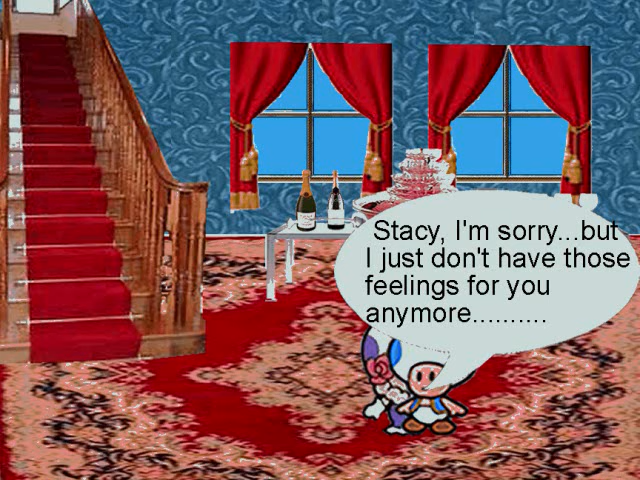 Stacy, I'm sorry...but
I just don't have those
feelings for you
anymore..........